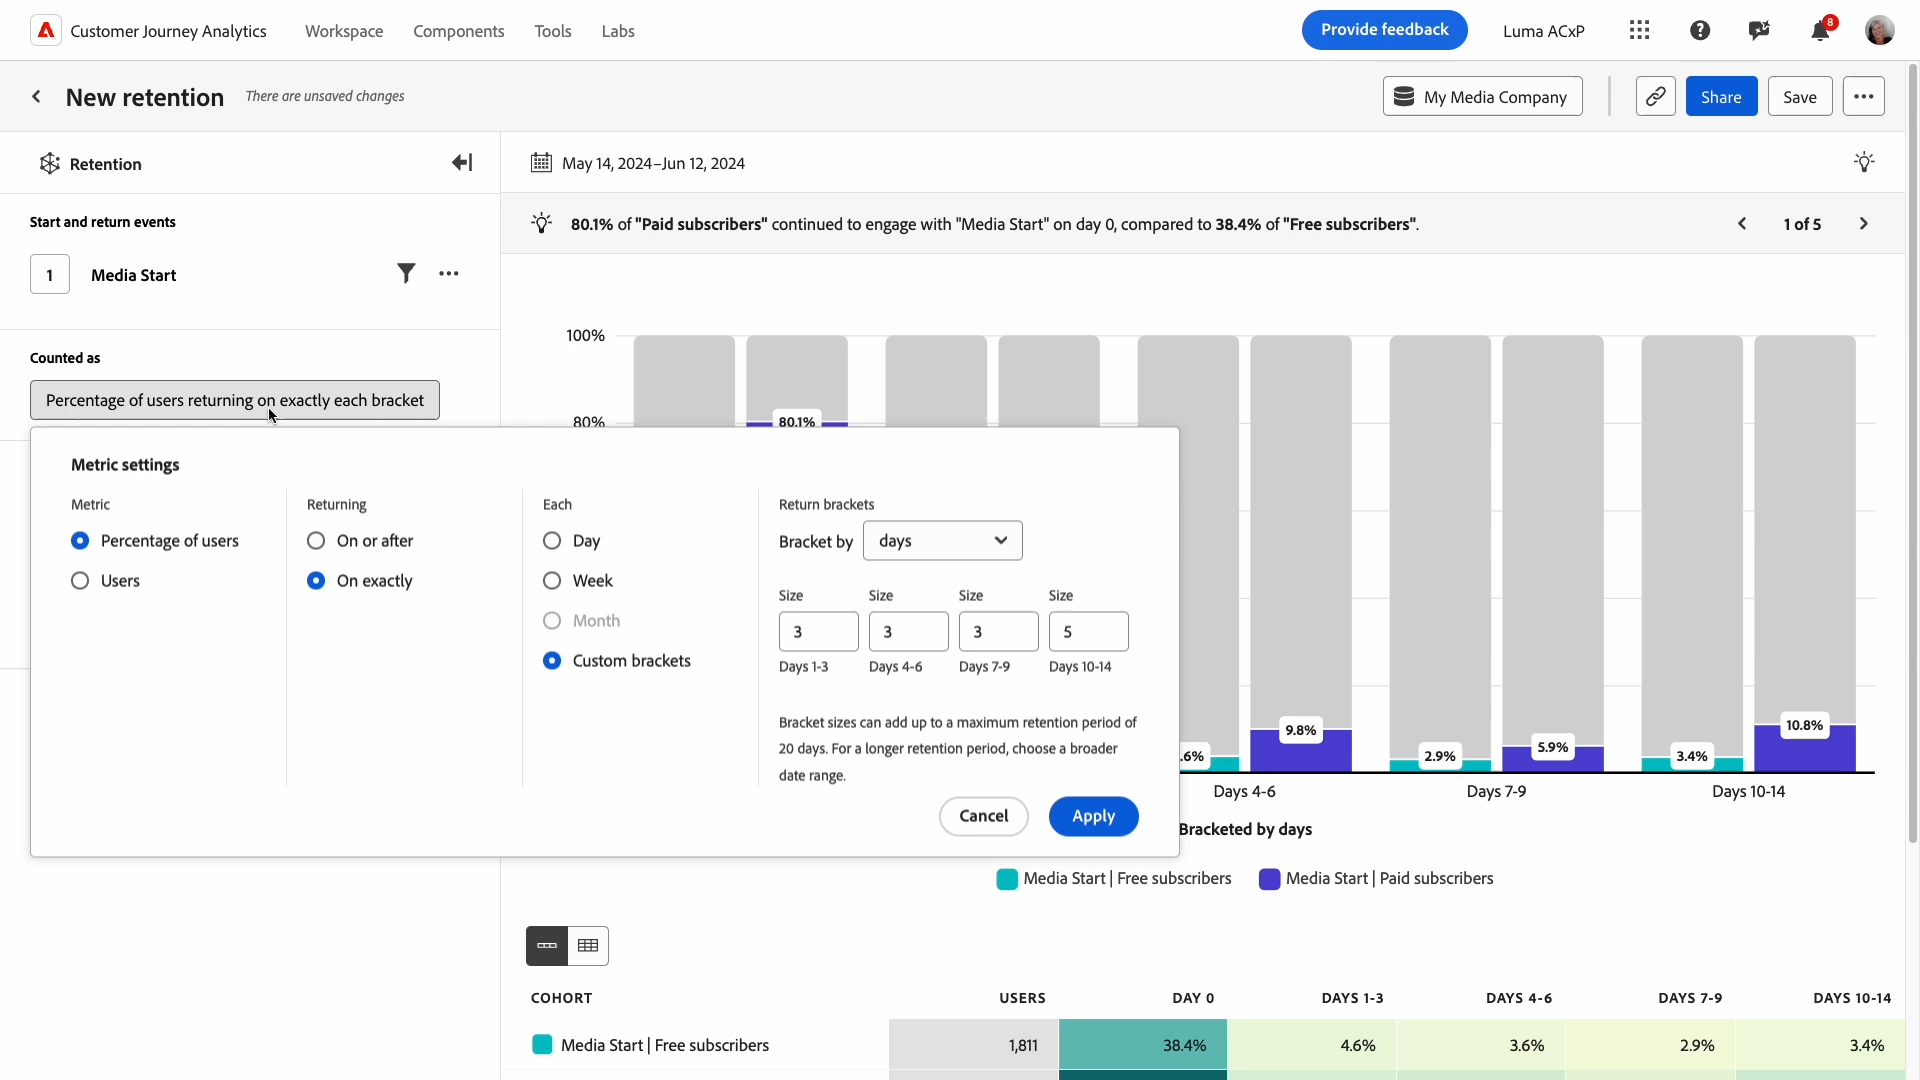 Customer Journey Analytics Workspace Components Tools Labs Provide feedback Luma ACxP 8
New retention There are unsaved changes My Media Company Share Save
Retention May 14, 2024–Jun 12, 2024
Start and return events
80.1% of "Paid subscribers" continued to engage with "Media Start" on day 0, compared to 38.4% of "Free subscribers". 1 of 5
1 Media Start
100%
Counted as
Percentage of users returning on exactly each bracket
80% 80.1%
Metric settings
Metric Returning Each Return brackets
Percentage of users On or after Day Bracket by days
Users On exactly Week
Month
Custom brackets
Size Size Size Size
3 3 3 5
Days 1-3 Days 4-6 Days 7-9 Days 10-14
Bracket sizes can add up to a maximum retention period of
20 days. For a longer retention period, choose a broader
date range.
Cancel Apply
.6% 9.8% 2.9% 5.9% 3.4% 10.8%
Days 4-6 Days 7-9 Days 10-14
Bracketed by days
Media Start | Free subscribers Media Start | Paid subscribers
COHORT USERS DAY 0 DAYS 1-3 DAYS 4-6 DAYS 7-9 DAYS 10-14
Media Start | Free subscribers 1,811 38.4% 4.6% 3.6% 2.9% 3.4%